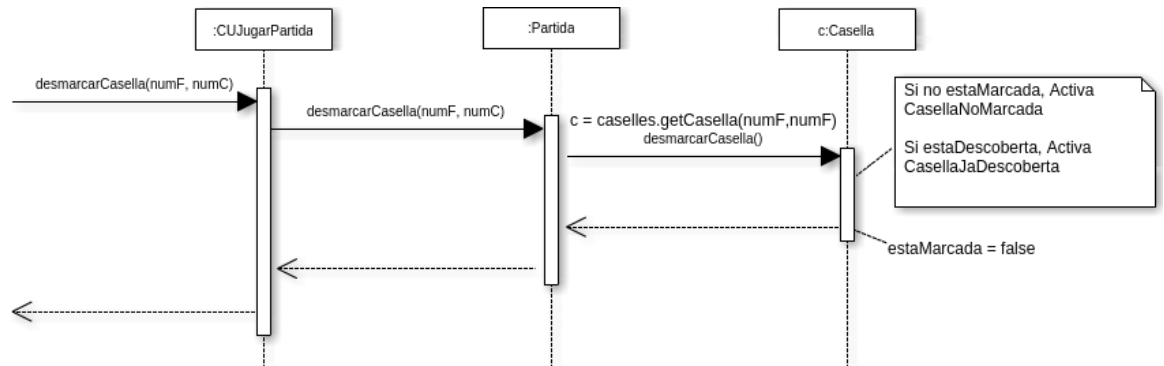 :CUJugarPartida
:Partida
c:Casella
desmarcarCasella(numF, numC)
desmarcarCasella(numF, numC)
c = caselles.getCasella(numF,numF)
desmarcarCasella()
Si no estaMarcada, Activa
CasellaNoMarcada
Si estaDescoberta, Activa
CasellaJaDescoberta
estaMarcada = false